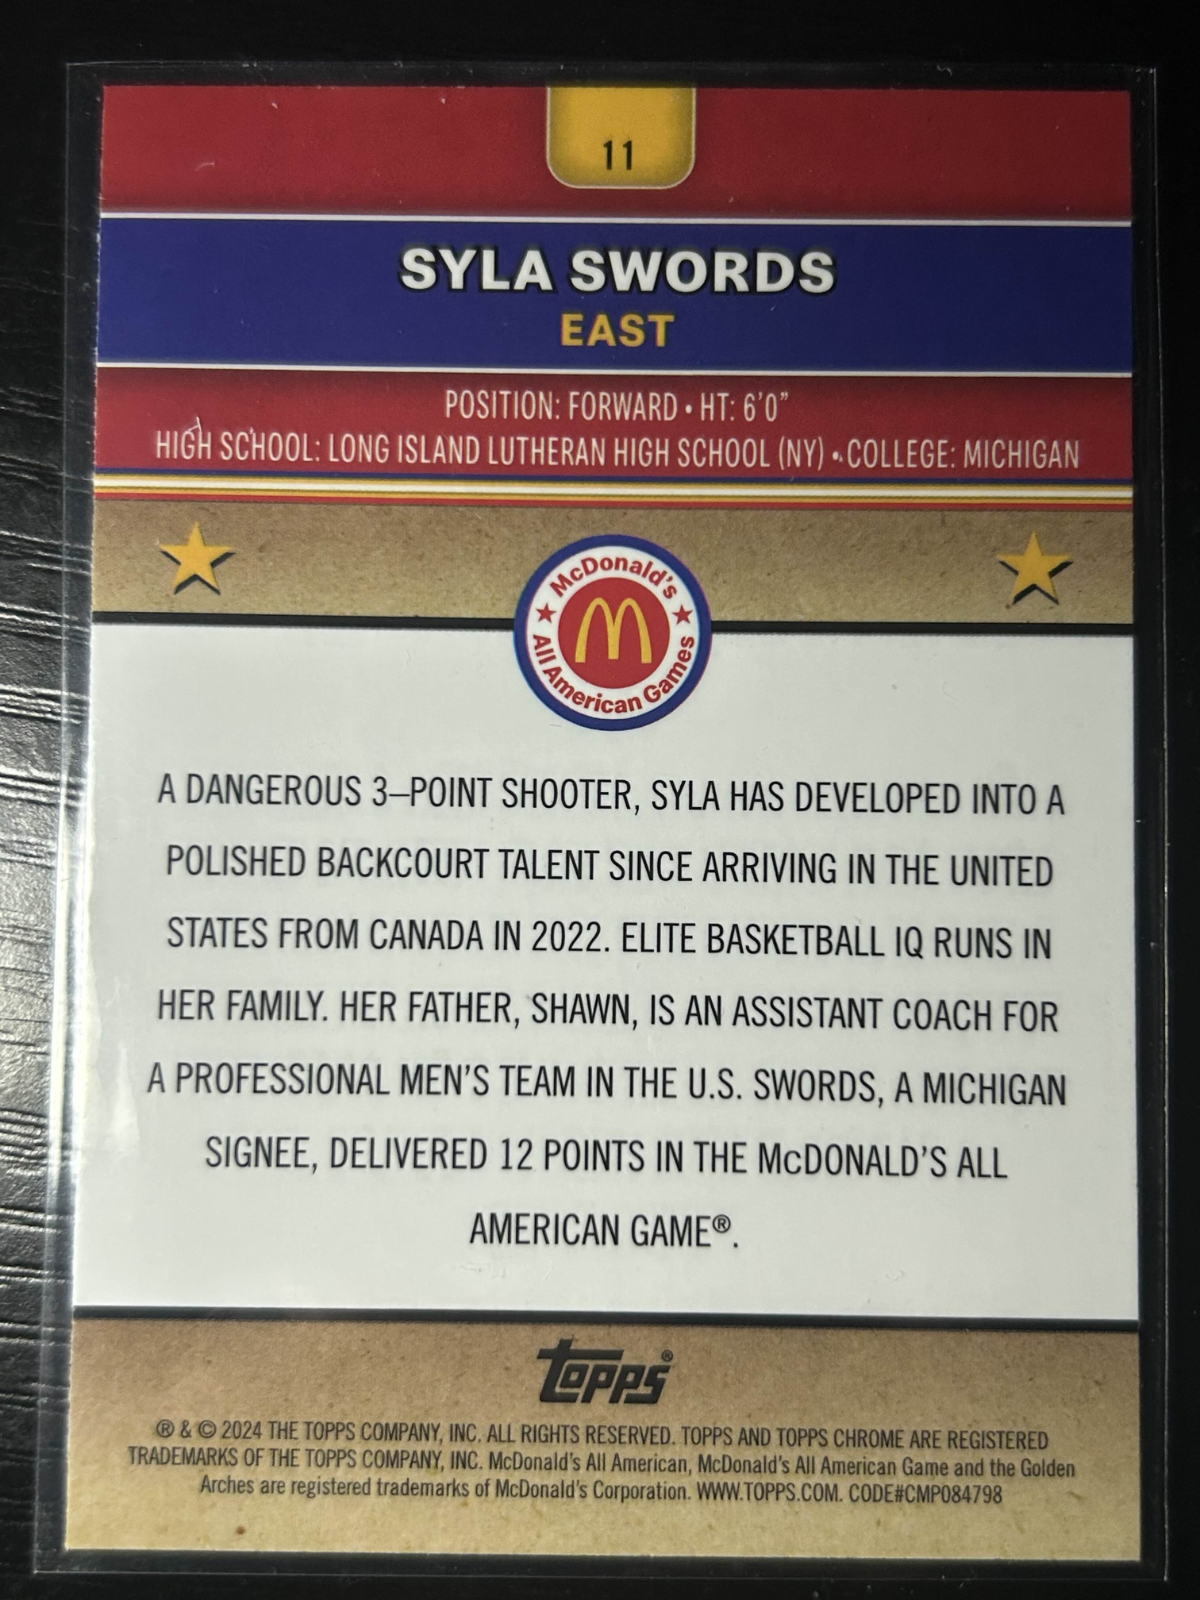 11
SYLA SWORDS
EAST
POSITION: FORWARD • HT: 6'0"
HIGH SCHOOL: LONG ISLAND LUTHERAN HIGH SCHOOL (NY) • COLLEGE: MICHIGAN
McDonald's
All American Games
A DANGEROUS 3–POINT SHOOTER, SYLA HAS DEVELOPED INTO A
POLISHED BACKCOURT TALENT SINCE ARRIVING IN THE UNITED
STATES FROM CANADA IN 2022. ELITE BASKETBALL IQ RUNS IN
HER FAMILY. HER FATHER, SHAWN, IS AN ASSISTANT COACH FOR
A PROFESSIONAL MEN'S TEAM IN THE U.S. SWORDS, A MICHIGAN
SIGNEE, DELIVERED 12 POINTS IN THE McDONALD'S ALL
AMERICAN GAME®.
topps®
® & © 2024 THE TOPPS COMPANY, INC. ALL RIGHTS RESERVED. TOPPS AND TOPPS CHROME ARE REGISTERED
TRADEMARKS OF THE TOPPS COMPANY, INC. McDonald's All American, McDonald's All American Game and the Golden
Arches are registered trademarks of McDonald's Corporation. WWW.TOPPS.COM. CODE#CMP084798